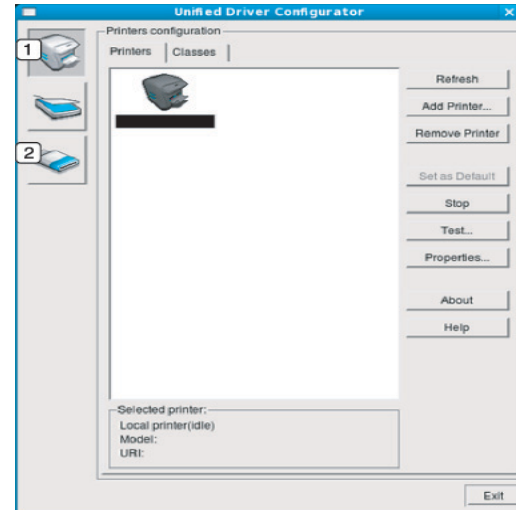 Unified Driver Configurator
Printers configuration
1
Printers Classes
Refresh
Add Printer...
Remove Printer
2
Set as Default
Stop
Test...
Properties...
About
Help
Selected printer:
Local printer(idle)
Model:
URI:
Exit